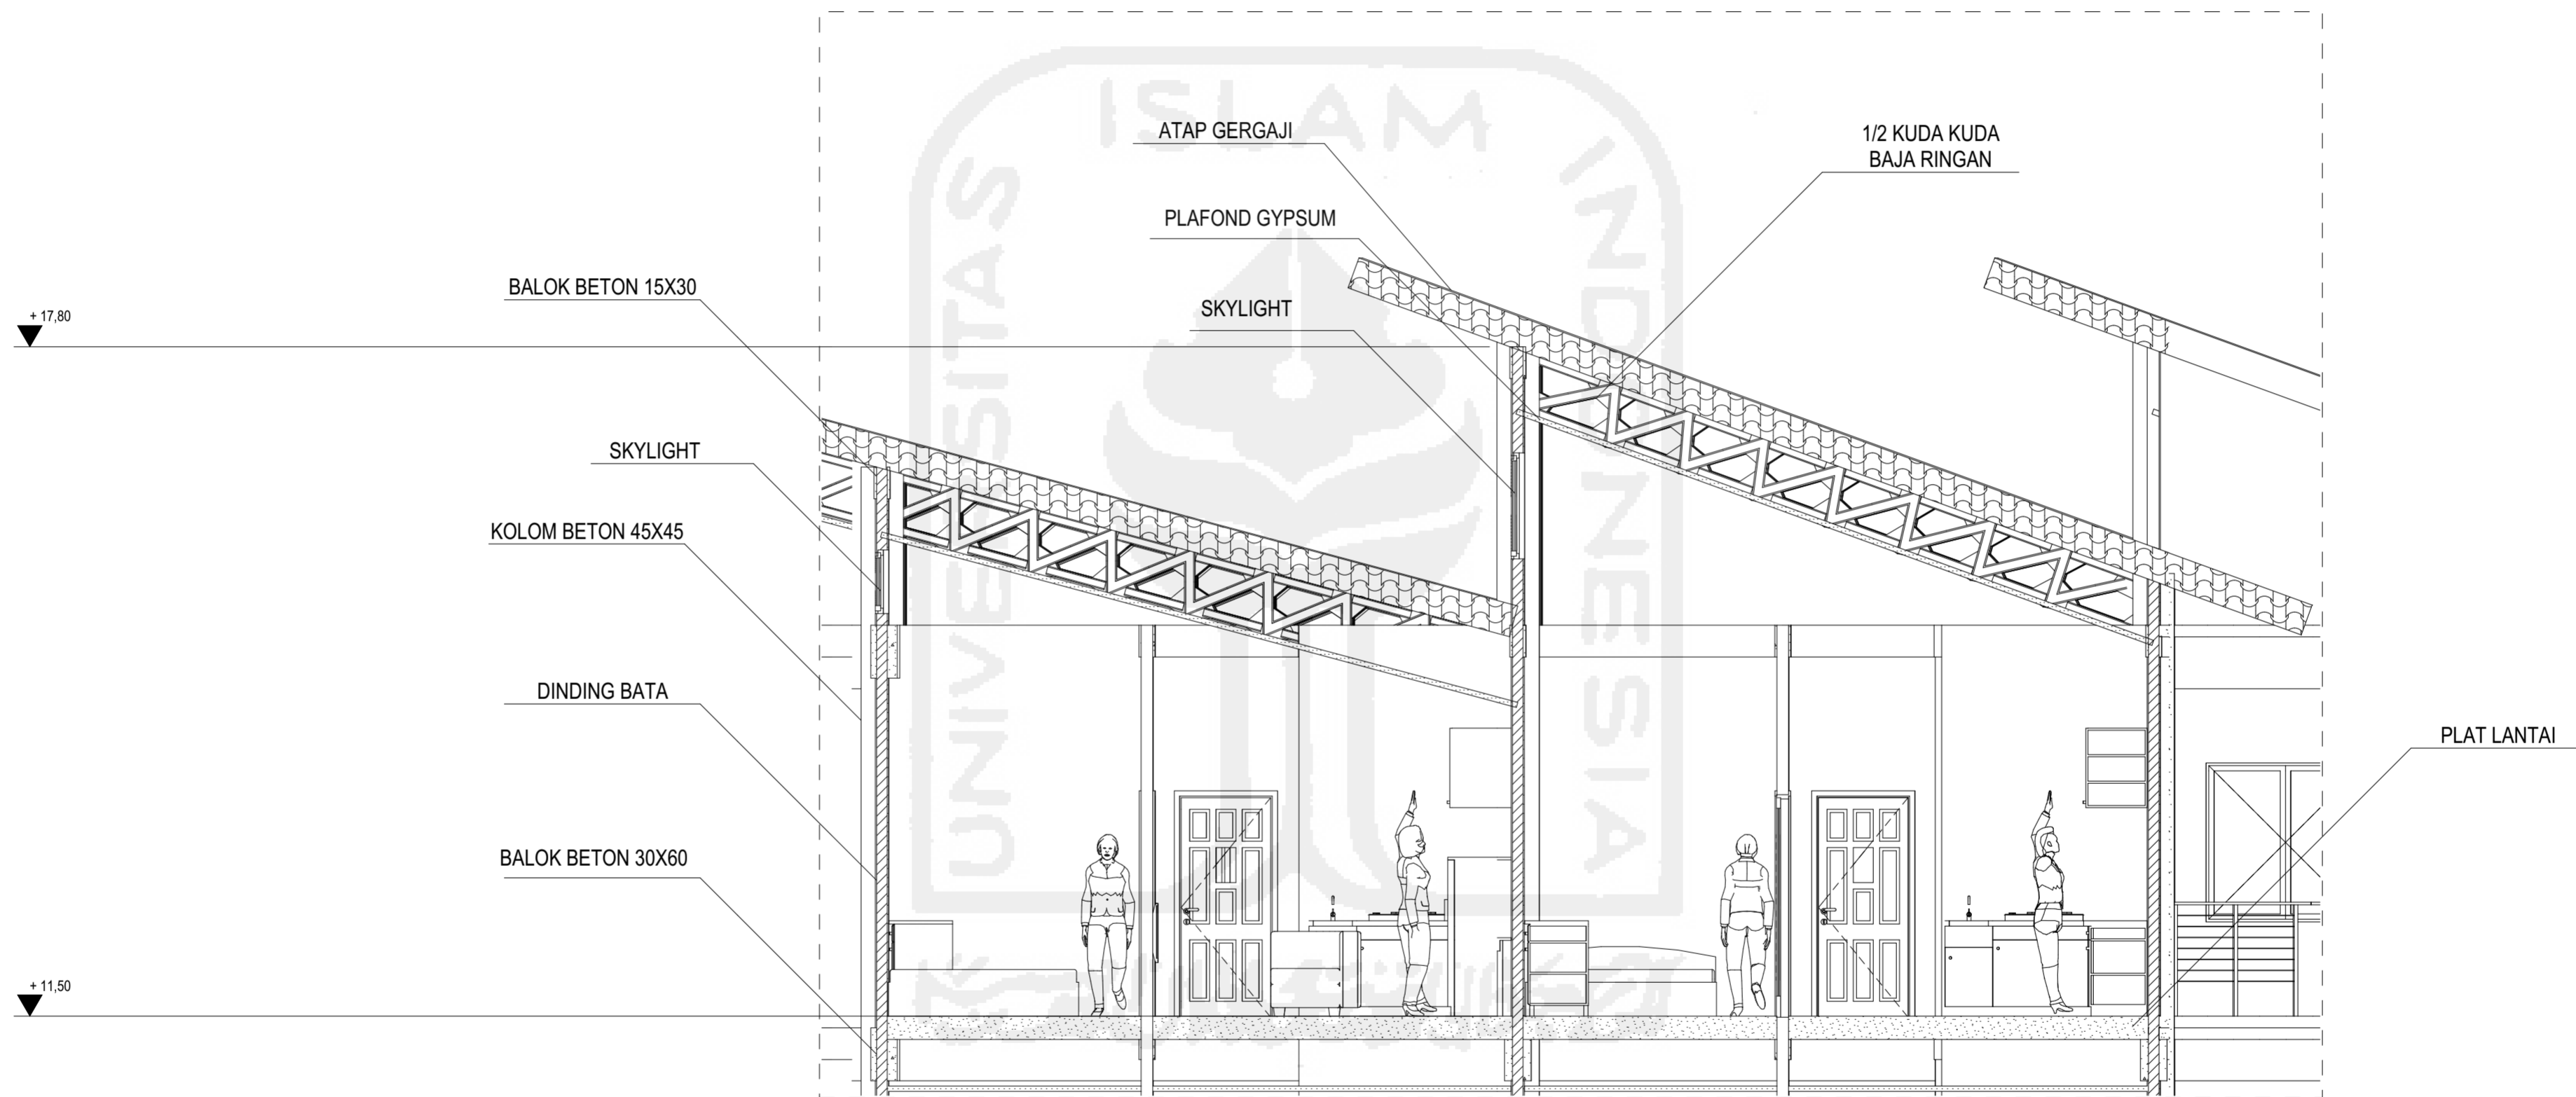 ISLAM
UNIVERSITAS
INDONESIA
ATAP GERGAJI
1/2 KUDA KUDA
BAJA RINGAN
PLAFOND GYPSUM
BALOK BETON 15X30
SKYLIGHT
+ 17,80
SKYLIGHT
KOLOM BETON 45X45
DINDING BATA
PLAT LANTAI
BALOK BETON 30X60
+ 11,50